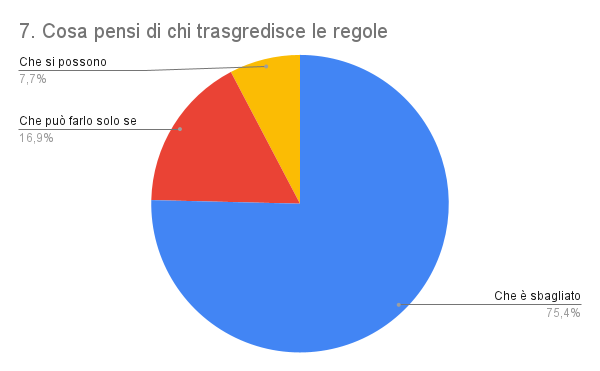 7. Cosa pensi di chi trasgredisce le regole
Che si possono
7,7%
Che può farlo solo se
16,9%
Che è sbagliato
75,4%